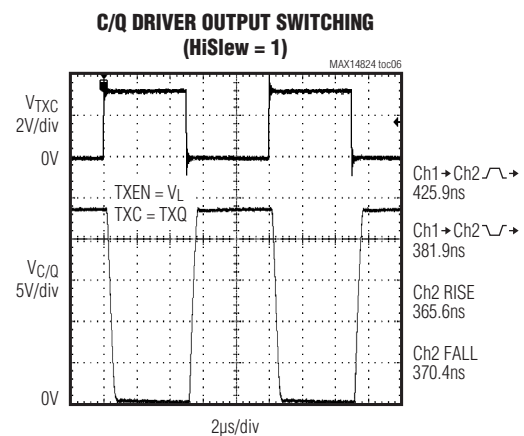 C/Q DRIVER OUTPUT SWITCHING
(HiSlew = 1)
MAX14824 toc06
VTXC
2V/div
0V
TXEN = VL
TXC = TXQ
VC/Q
5V/div
0V
Ch1→Ch2 →
425.9ns
Ch1→Ch2 →
381.9ns
Ch2 RISE
365.6ns
Ch2 FALL
370.4ns
2µs/div